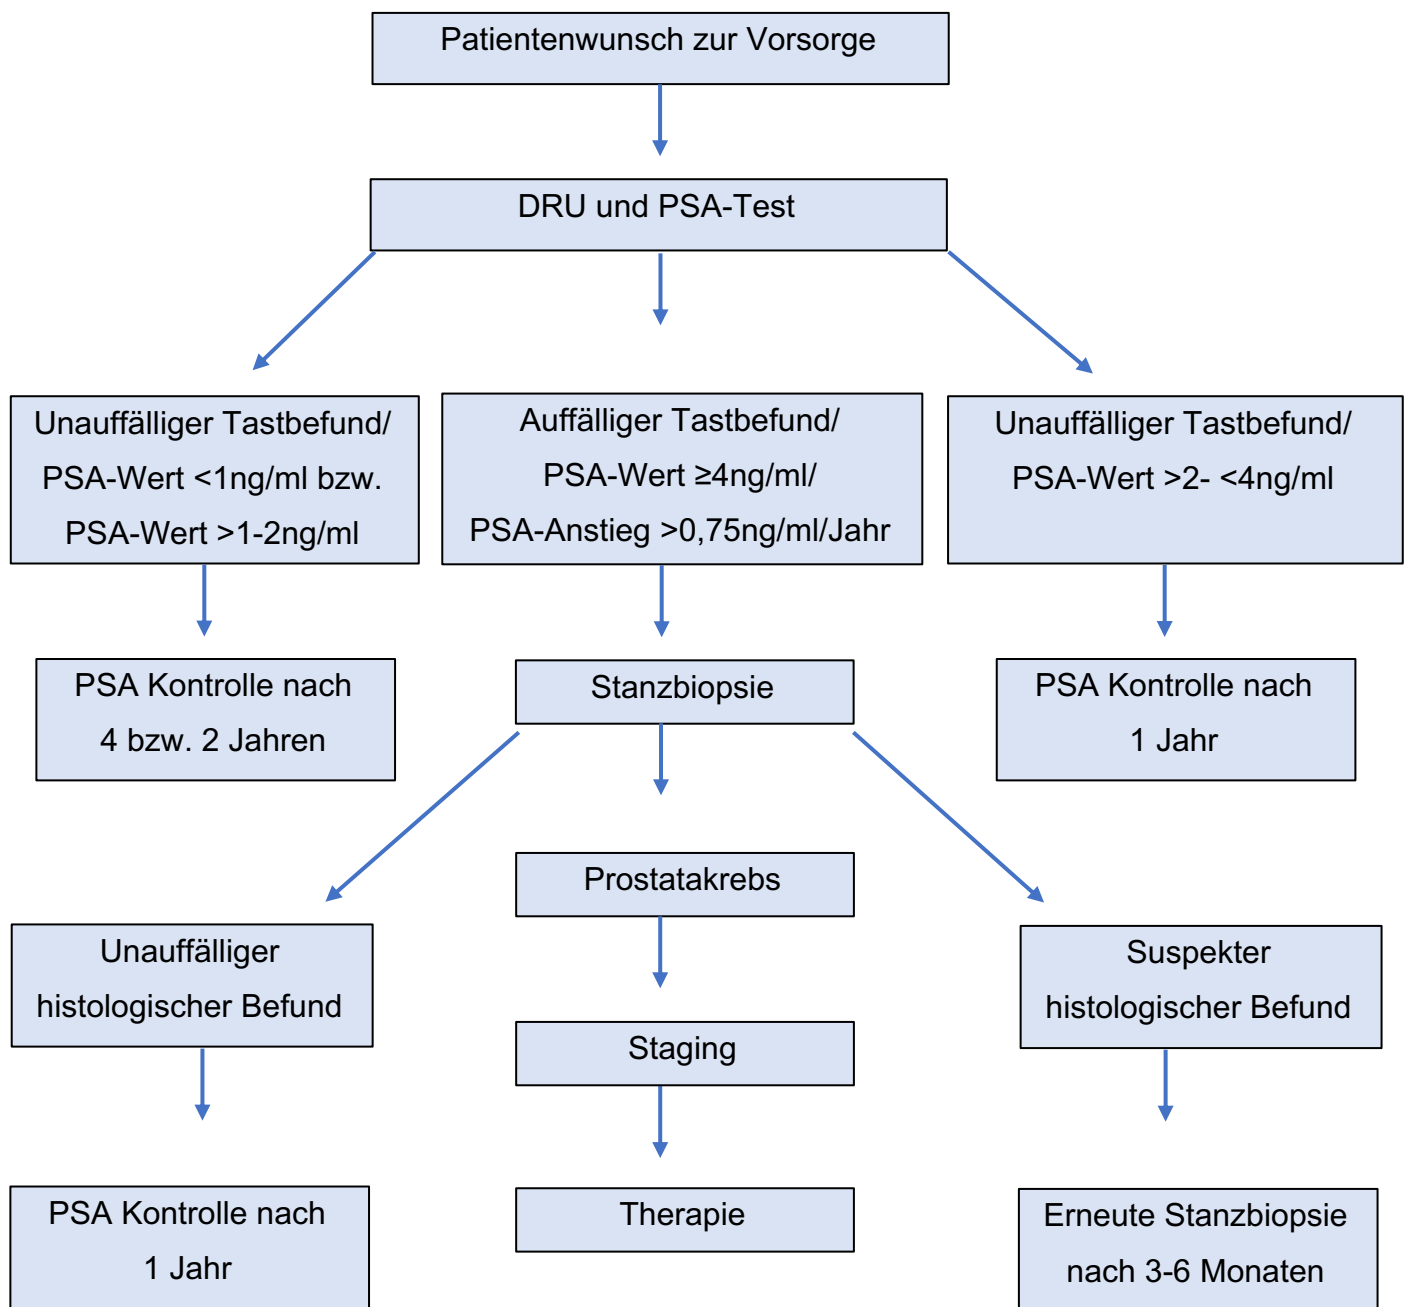 Patientenwunsch zur Vorsorge
DRU und PSA-Test
Unauffälliger Tastbefund/
PSA-Wert <1ng/ml bzw.
PSA-Wert >1-2ng/ml
Auffälliger Tastbefund/
PSA-Wert ≥4ng/ml/
PSA-Anstieg >0,75ng/ml/Jahr
Unauffälliger Tastbefund/
PSA-Wert >2- <4ng/ml
PSA Kontrolle nach
4 bzw. 2 Jahren
Stanzbiopsie
PSA Kontrolle nach
1 Jahr
Prostatakrebs
Unauffälliger
histologischer Befund
Suspekter
histologischer Befund
Staging
PSA Kontrolle nach
1 Jahr
Therapie
Erneute Stanzbiopsie
nach 3-6 Monaten